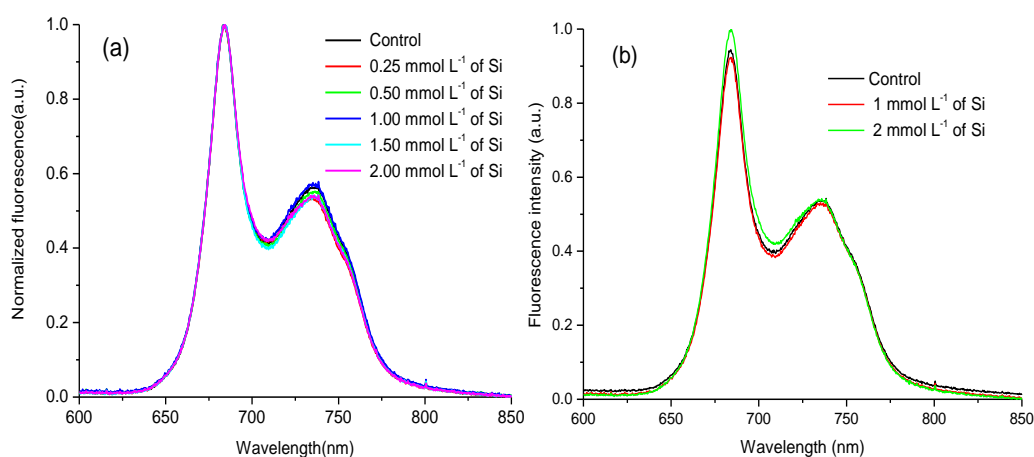 (a)
Control
0.25 mmol L⁻¹ of Si
0.50 mmol L⁻¹ of Si
1.00 mmol L⁻¹ of Si
1.50 mmol L⁻¹ of Si
2.00 mmol L⁻¹ of Si
Normalized fluorescence(a.u.)
1.0
0.8
0.6
0.4
0.2
0.0
600 650 700 750 800 850
Wavelength(nm)
(b)
Control
1 mmol L⁻¹ of Si
2 mmol L⁻¹ of Si
Fluorescence intensity (a.u.)
1.0
0.8
0.6
0.4
0.2
0.0
600 650 700 750 800 850
Wavelength (nm)